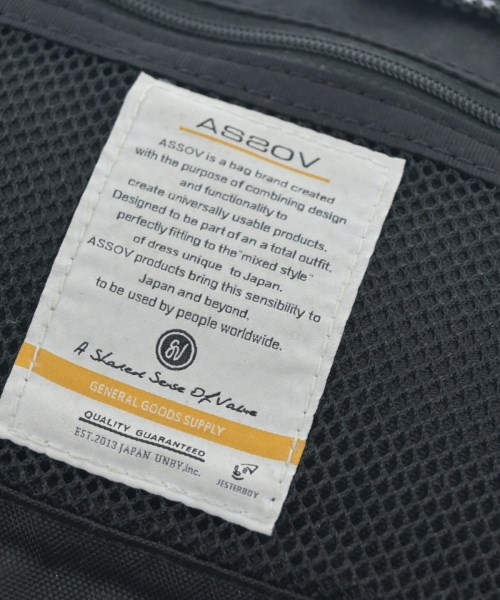 ASSOV
ASSOV is a bag brand created
with the purpose of combining design
and functionality to
create universally usable products.
Designed to be part of an a total outfit.
perfectly fitting to the "mixed style"
of dress unique to Japan.
ASSOV products bring this sensibility to
Japan and beyond.
to be used by people worldwide.
A Shared Sense Of Value
GENERAL GOODS SUPPLY
QUALITY GUARANTEED
EST.2013 JAPAN UNBY,Inc.
JESTERBOY